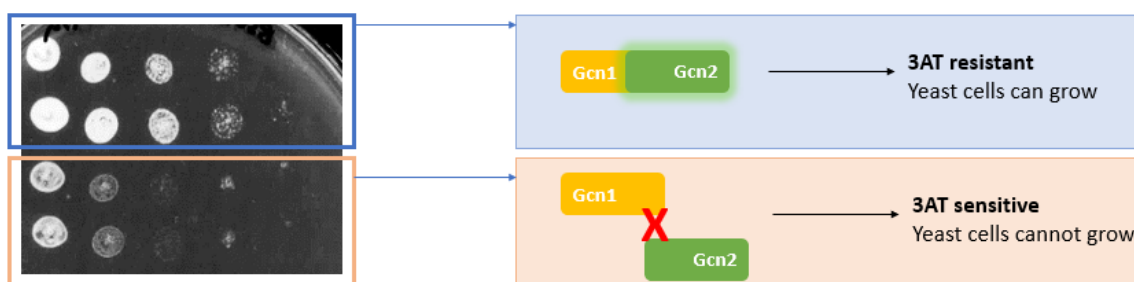 Gcn1
Gcn2
3AT resistant
Yeast cells can grow
Gcn1
X
Gcn2
3AT sensitive
Yeast cells cannot grow